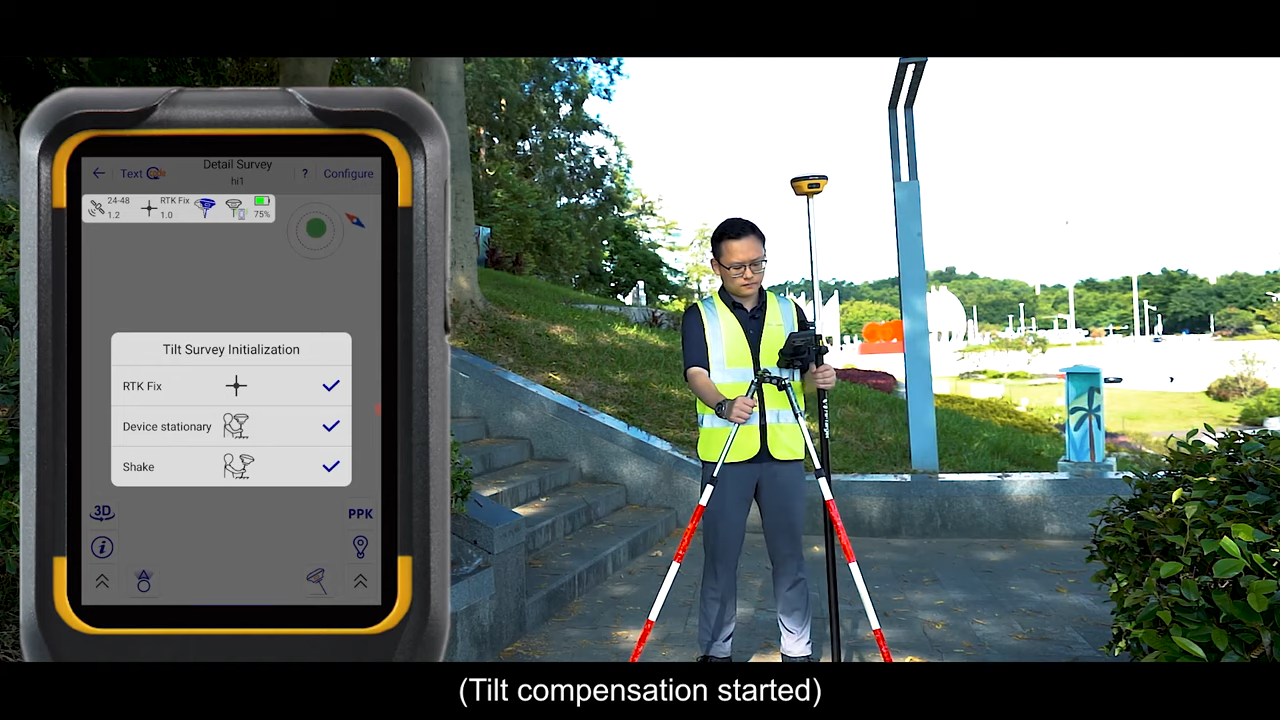 Detail Survey
← Text Code
hi1
? Configure
24-48
1.2
RTK Fix
1.0
75%
Tilt Survey Initialization
RTK Fix
Device stationary
Shake
3D
PPK
(Tilt compensation started)